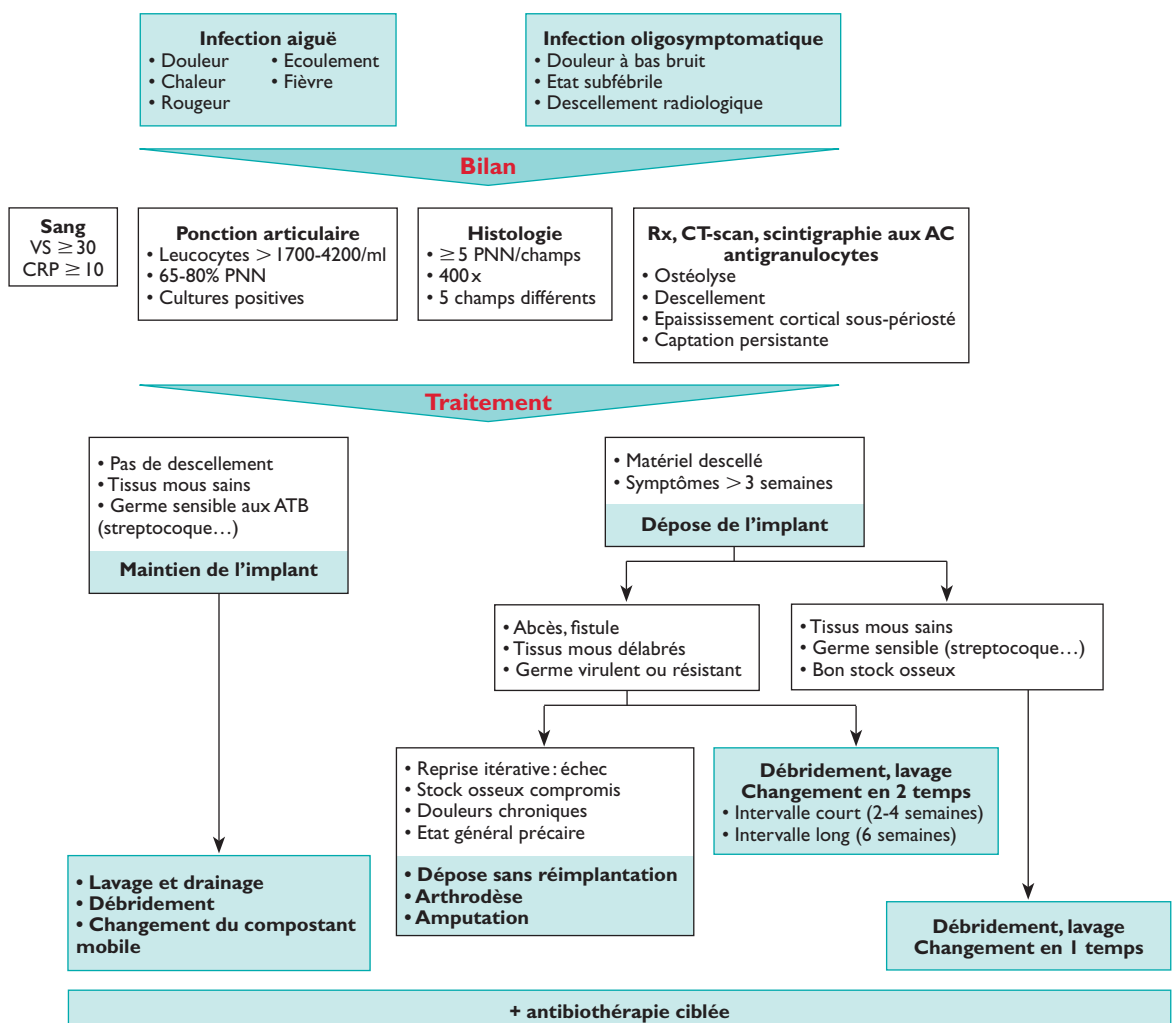 Infection aiguë
• Douleur • Ecoulement
• Chaleur • Fièvre
• Rougeur
Infection oligosymptomatique
• Douleur à bas bruit
• Etat subfébrile
• Descellement radiologique
Bilan
Sang
VS ≥ 30
CRP ≥ 10
Ponction articulaire
• Leucocytes > 1700-4200/ml
• 65-80% PNN
• Cultures positives
Histologie
• ≥ 5 PNN/champs
• 400 x
• 5 champs différents
Rx, CT-scan, scintigraphie aux AC
antigranulocytes
• Ostéolyse
• Descellement
• Epaississement cortical sous-périosté
• Captation persistante
Traitement
• Pas de descellement
• Tissus mous sains
• Germe sensible aux ATB
(streptocoque…)
Maintien de l’implant
• Matériel descellé
• Symptômes > 3 semaines
Dépose de l’implant
• Abcès, fistule
• Tissus mous délabrés
• Germe virulent ou résistant
• Tissus mous sains
• Germe sensible (streptocoque…)
• Bon stock osseux
• Reprise itérative : échec
• Stock osseux compromis
• Douleurs chroniques
• Etat général précaire
• Dépose sans réimplantation
• Arthrodèse
• Amputation
Débridement, lavage
Changement en 2 temps
• Intervalle court (2-4 semaines)
• Intervalle long (6 semaines)
• Lavage et drainage
• Débridement
• Changement du compostant
mobile
Débridement, lavage
Changement en 1 temps
+ antibiothérapie ciblée